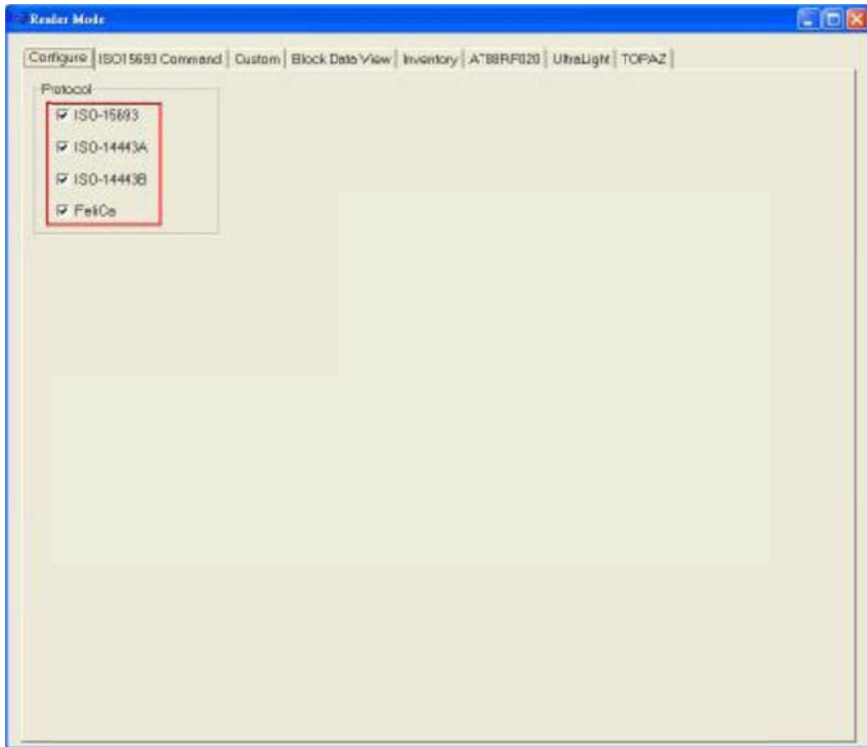 Reader Mode
Configure ISO15693 Command Custom Block Data View Inventory AT88RF020 UltraLight TOPAZ
Protocol
ISO-15693
ISO-14443A
ISO-14443B
FeliCa